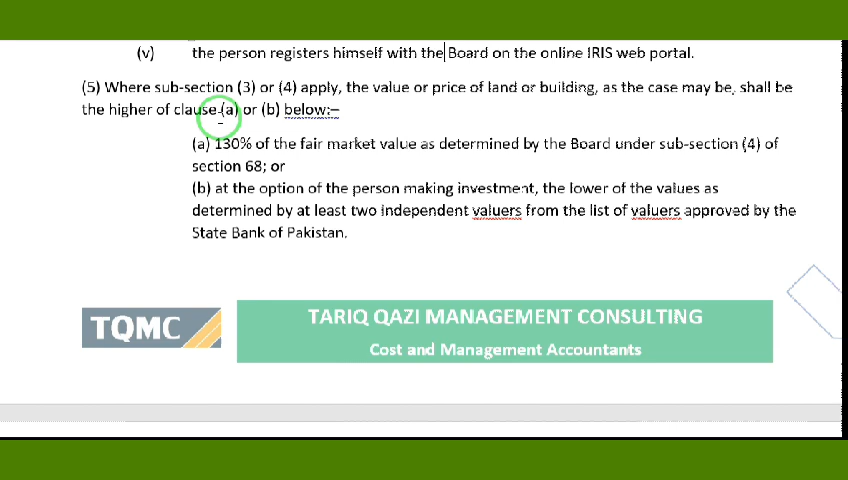 (v) the person registers himself with the Board on the online IRIS web portal.
(5) Where sub-section (3) or (4) apply, the value or price of land or building, as the case may be, shall be
the higher of clause (a) or (b) below:–
(a) 130% of the fair market value as determined by the Board under sub-section (4) of
section 68; or
(b) at the option of the person making investment, the lower of the values as
determined by at least two independent valuers from the list of valuers approved by the
State Bank of Pakistan.
TQMC
TARIQ QAZI MANAGEMENT CONSULTING
Cost and Management Accountants